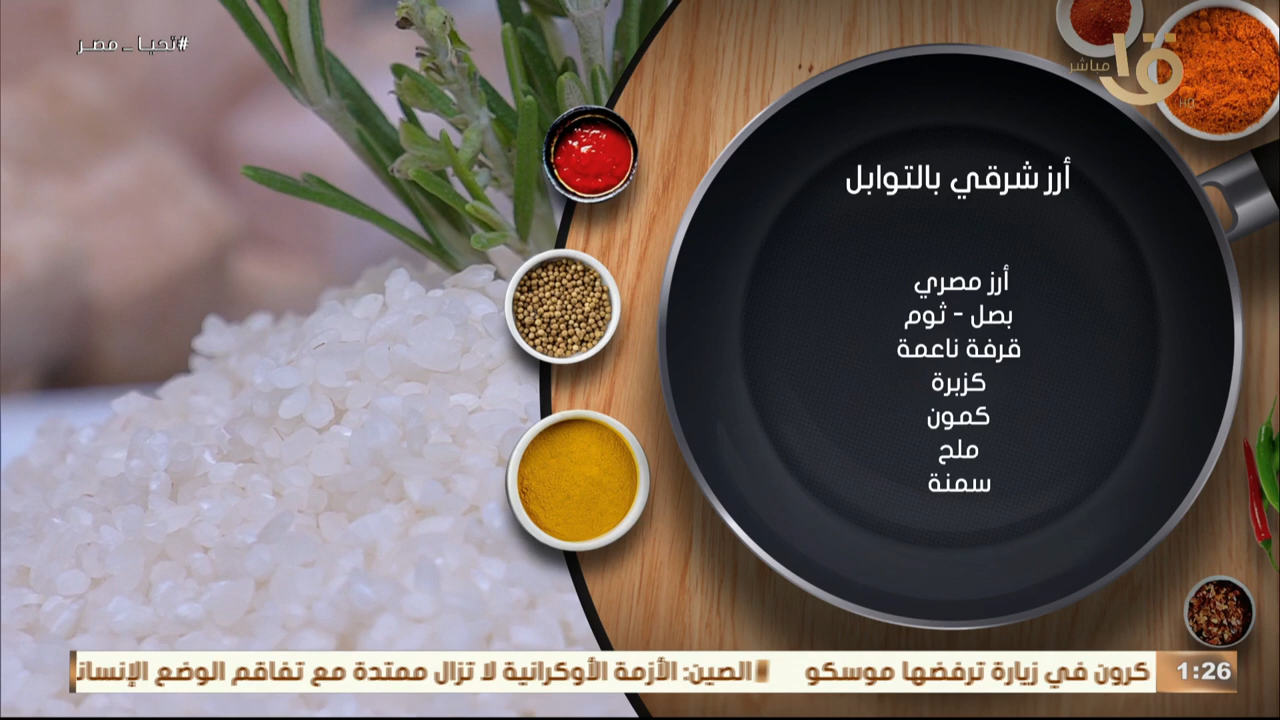 #تحيا_مصر
مباشر
HD
أرز شرقي بالتوابل
أرز مصري
بصل - ثوم
قرفة ناعمة
كزبرة
كمون
ملح
سمنة
1:26
كرون في زيارة ترفضها موسكو
الصين: الأزمة الأوكرانية لا تزال ممتدة مع تفاقم الوضع